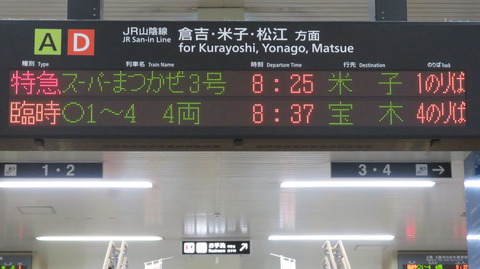 A D JR山陰線 倉吉・米子・松江 方面
JR San-in Line for Kurayoshi, Yonago, Matsue
種別 Type 列車名 Train Name 時刻 Departure Time 行先 Destination のりば Track
特急 スーパーまつかぜ3号 8:25 米子 1のりば
臨時 ○1〜4 4両 8:37 宝木 4のりば
1・2 3・4
お手洗